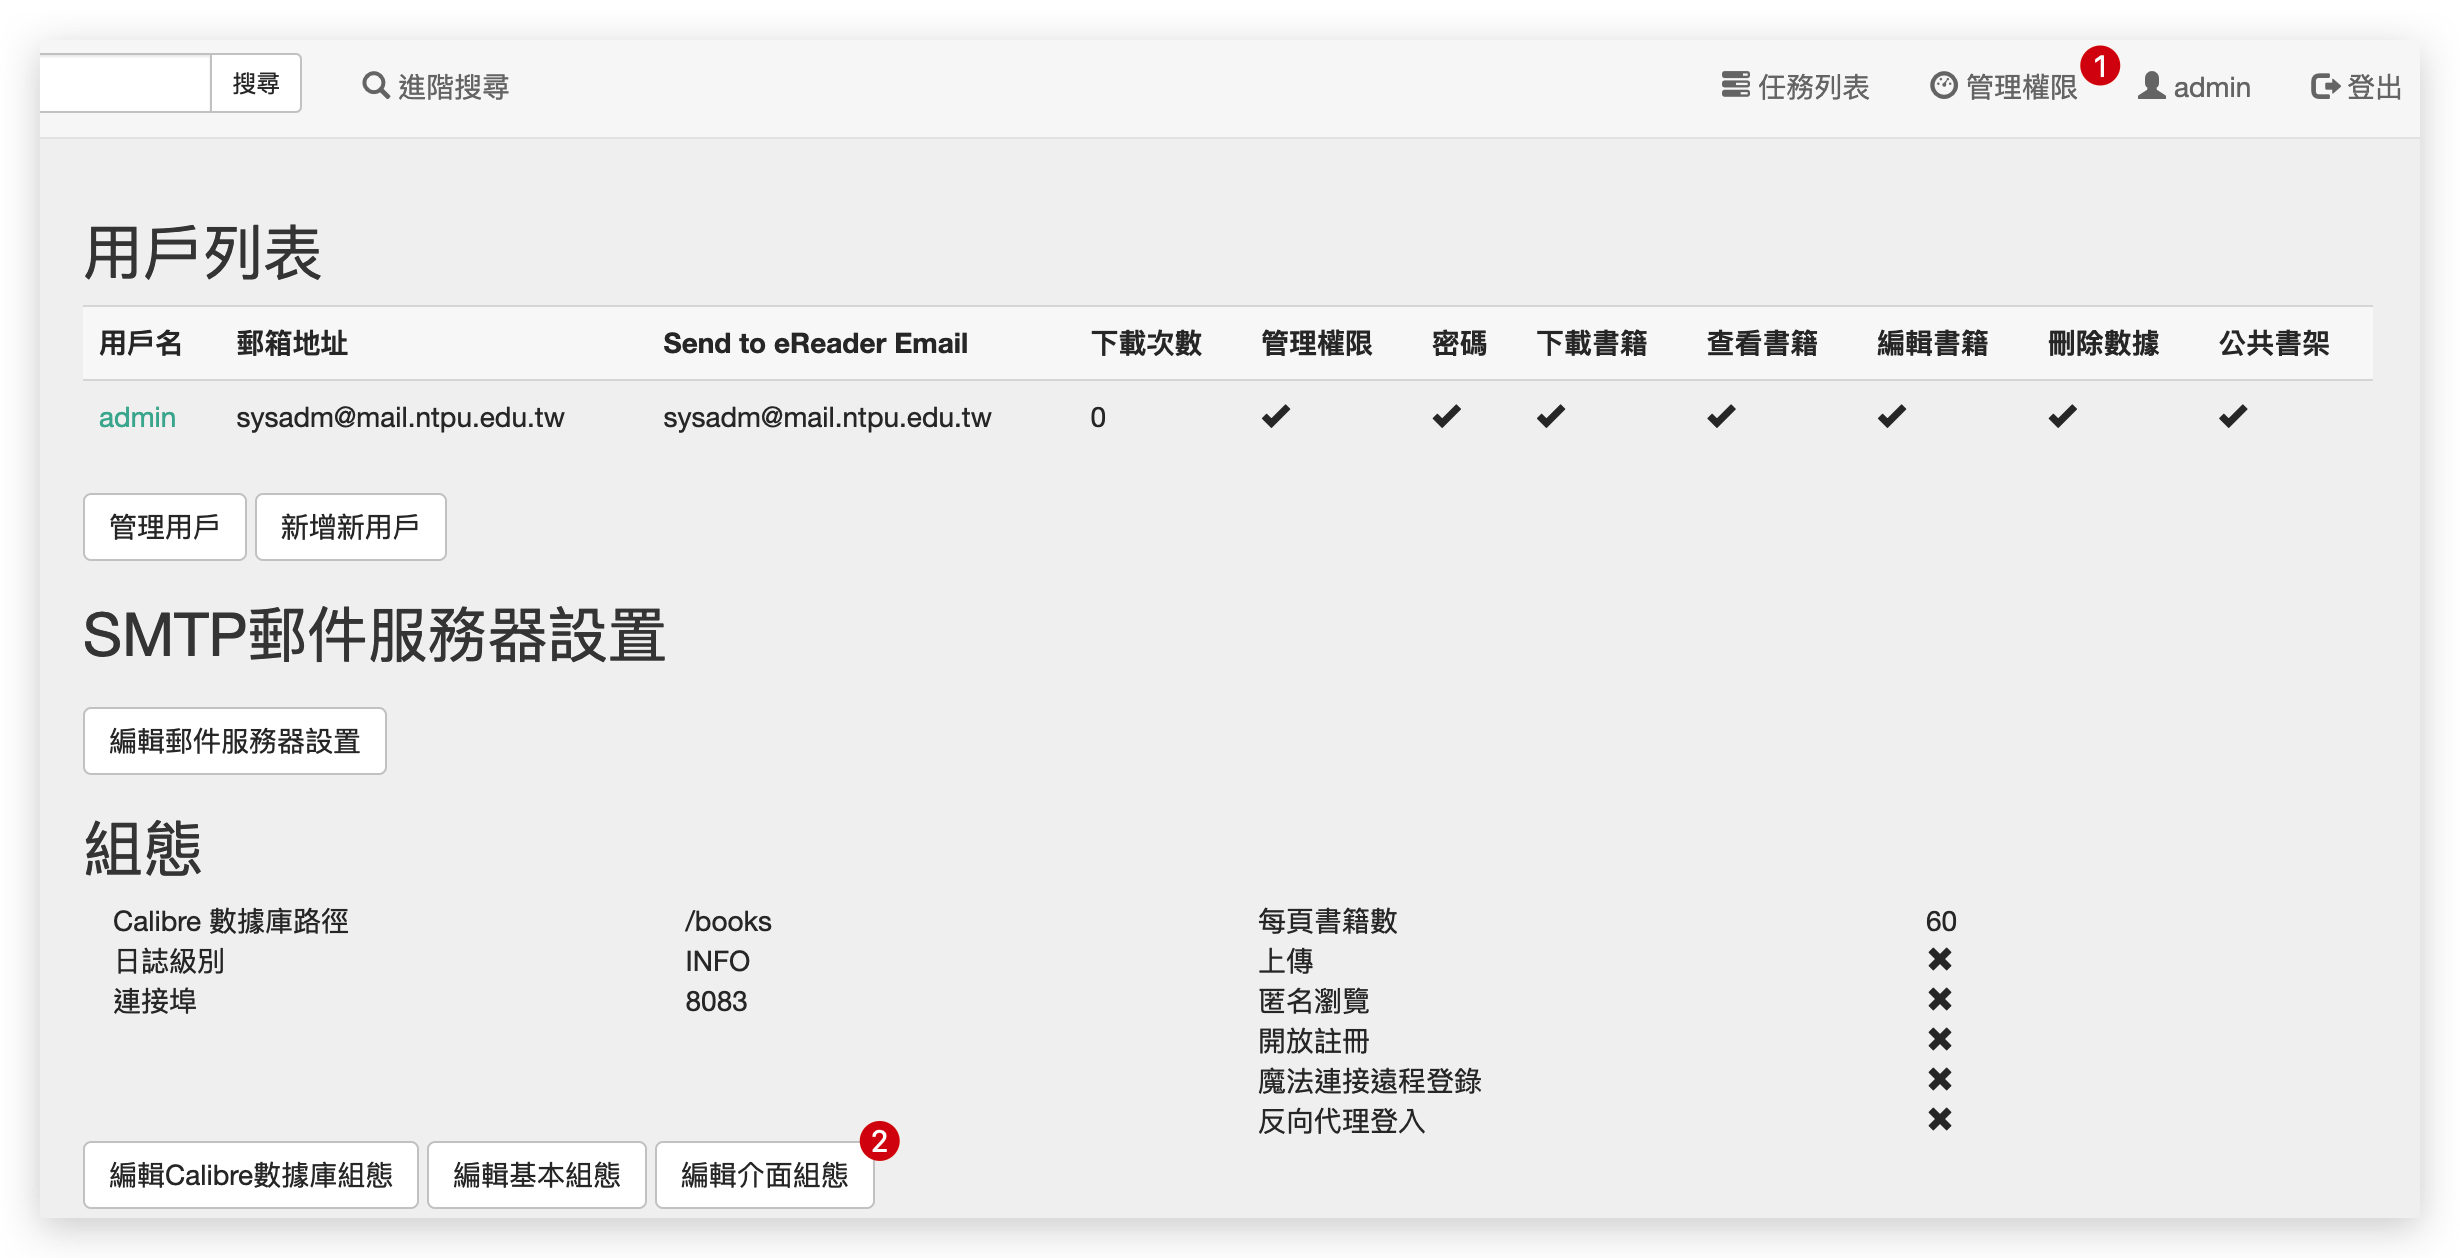 搜尋 進階搜尋 任務列表 管理權限 1 admin 登出
用戶列表
用戶名 郵箱地址 Send to eReader Email 下載次數 管理權限 密碼 下載書籍 查看書籍 編輯書籍 刪除數據 公共書架
admin sysadm@mail.ntpu.edu.tw sysadm@mail.ntpu.edu.tw 0
管理用戶 新增新用戶
SMTP郵件服務器設置
編輯郵件服務器設置
組態
Calibre 數據庫路徑 /books 每頁書籍數 60
日誌級別 INFO 上傳
連接埠 8083 匿名瀏覽
開放註冊
魔法連接遠程登錄
反向代理登入
編輯Calibre數據庫組態 編輯基本組態 編輯介面組態 2